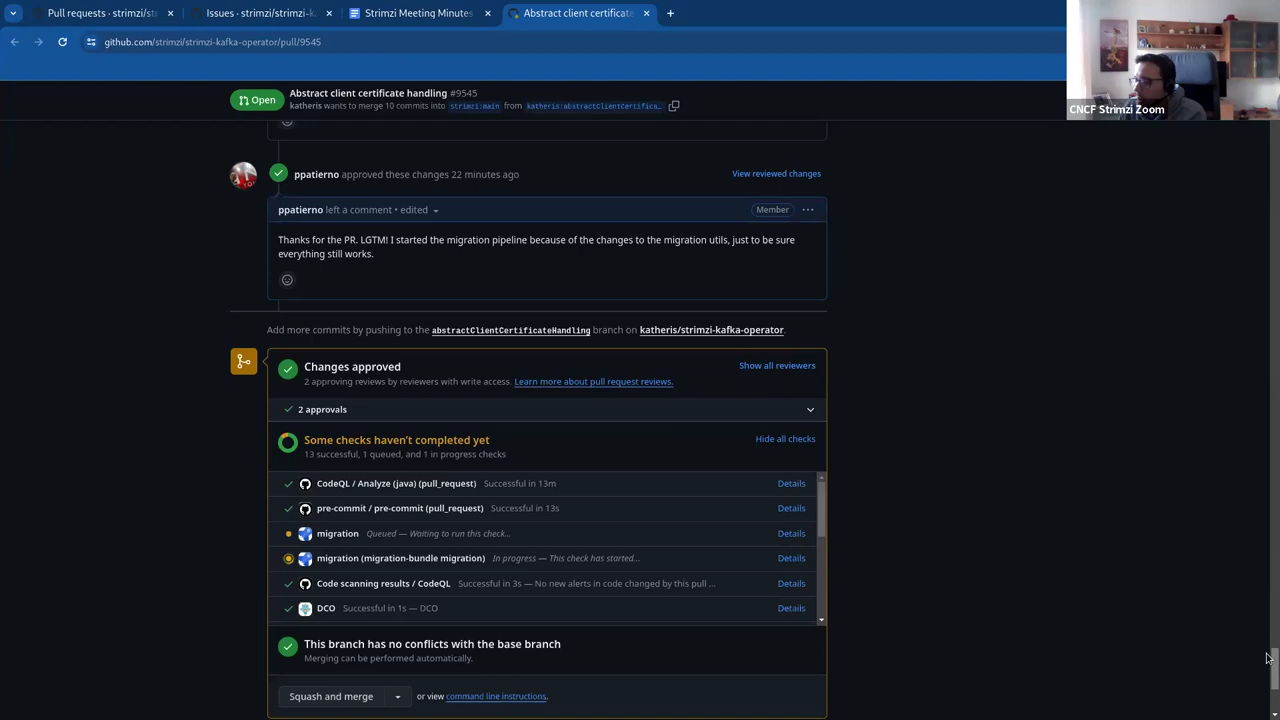 Pull requests · strimzi/str
Issues · strimzi/strimzi-k
Strimzi Meeting Minutes
Abstract client certificate
github.com/strimzi/strimzi-kafka-operator/pull/9545
CNCF Strimzi Zoom
Open
Abstract client certificate handling #9545
katheris wants to merge 10 commits into strimzi:main from katheris:abstractClientCertifica…
ppatierno approved these changes 22 minutes ago
View reviewed changes
ppatierno left a comment • edited
Member
Thanks for the PR. LGTM! I started the migration pipeline because of the changes to the migration utils, just to be sure
everything still works.
Add more commits by pushing to the abstractClientCertificateHandling branch on katheris/strimzi-kafka-operator.
Changes approved
Show all reviewers
2 approving reviews by reviewers with write access. Learn more about pull request reviews.
2 approvals
Some checks haven't completed yet
Hide all checks
13 successful, 1 queued, and 1 in progress checks
CodeQL / Analyze (java) (pull_request) Successful in 13m
Details
pre-commit / pre-commit (pull_request) Successful in 13s
Details
migration Queued — Waiting to run this check…
Details
migration (migration-bundle migration) In progress — This check has started…
Details
Code scanning results / CodeQL Successful in 3s — No new alerts in code changed by this pull …
Details
DCO Successful in 1s — DCO
Details
This branch has no conflicts with the base branch
Merging can be performed automatically.
Squash and merge
or view command line instructions.